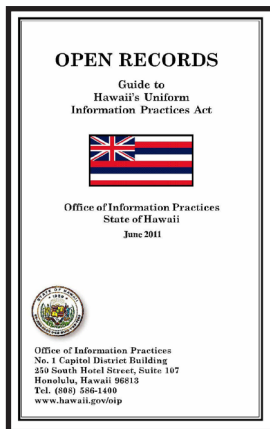 OPEN RECORDS
Guide to
Hawaii's Uniform
Information Practices Act
Office of Information Practices
State of Hawaii
June 2011
Office of Information Practices
No. 1 Capitol District Building
250 South Hotel Street, Suite 107
Honolulu, Hawaii 96813
Tel. (808) 586-1400
www.hawaii.gov/oip